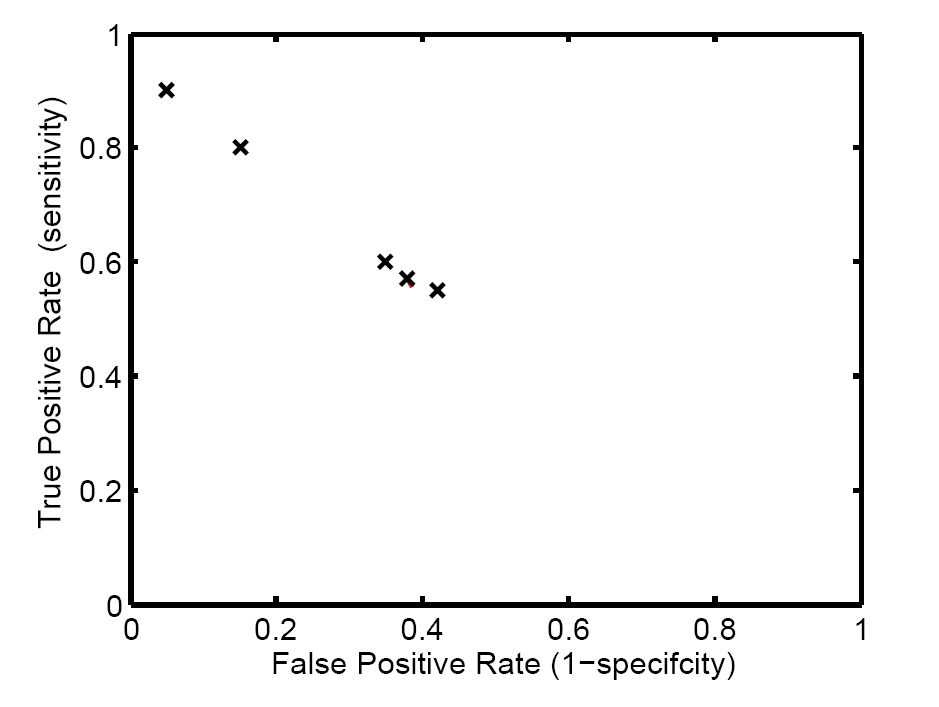 1
0.8
0.6
0.4
0.2
0
0 0.2 0.4 0.6 0.8 1
True Positive Rate (sensitivity)
False Positive Rate (1−specifcity)